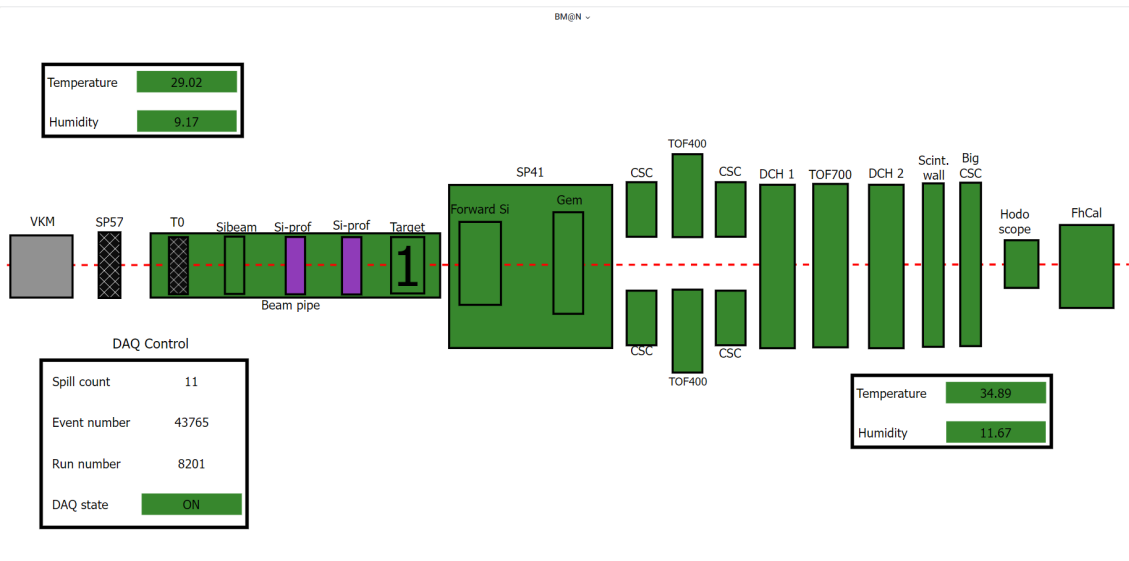 BM@N
Temperature 29.02
Humidity 9.17
TOF400
SP41
CSC
CSC
DCH 1
TOF700
DCH 2
Scint.
wall
Big
CSC
Gem
Forward Si
Hodo
scope
FhCal
VKM
SP57
T0
Sibeam
Si-prof
Si-prof
Target
1
Beam pipe
CSC
CSC
TOF400
DAQ Control
Spill count 11
Event number 43765
Run number 8201
DAQ state ON
Temperature 34.89
Humidity 11.67